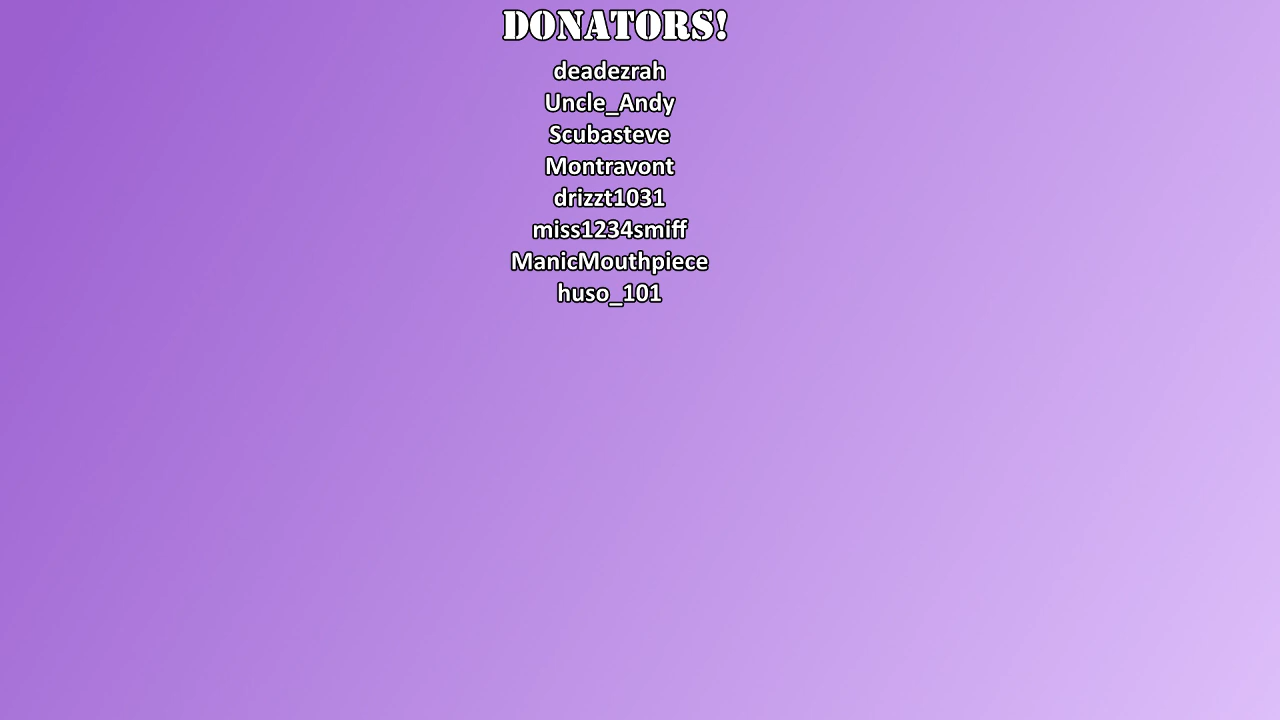 DONATORS!
deadezrah
Uncle_Andy
Scubasteve
Montravont
drizzt1031
miss1234smiff
ManicMouthpiece
huso_101